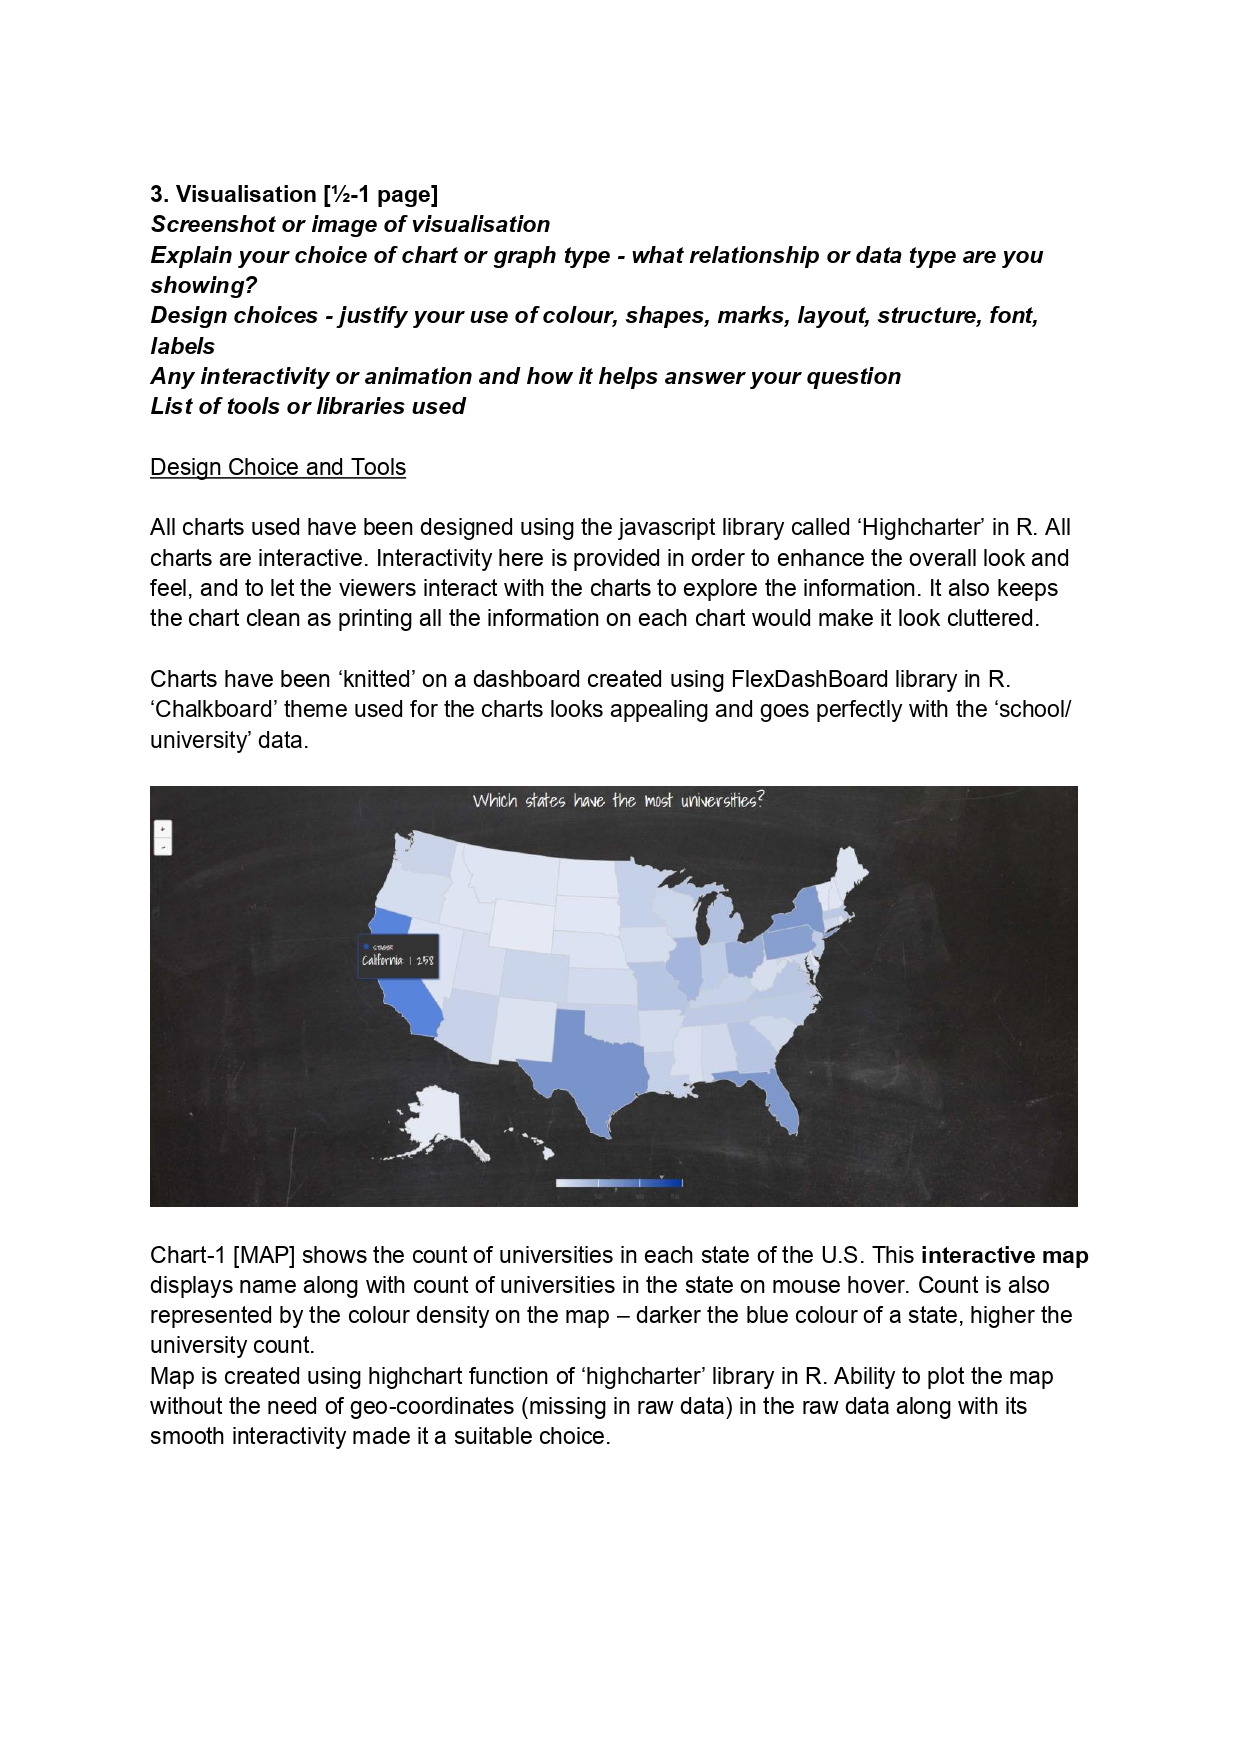 3. Visualisation [½-1 page]
Screenshot or image of visualisation
Explain your choice of chart or graph type - what relationship or data type are you
showing?
Design choices - justify your use of colour, shapes, marks, layout, structure, font,
labels
Any interactivity or animation and how it helps answer your question
List of tools or libraries used
Design Choice and Tools
All charts used have been designed using the javascript library called ‘Highcharter’ in R. All
charts are interactive. Interactivity here is provided in order to enhance the overall look and
feel, and to let the viewers interact with the charts to explore the information. It also keeps
the chart clean as printing all the information on each chart would make it look cluttered.
Charts have been ‘knitted’ on a dashboard created using FlexDashBoard library in R.
‘Chalkboard’ theme used for the charts looks appealing and goes perfectly with the ‘school/
university’ data.
Which states have the most universities?
+
-
California: | 258
Chart-1 [MAP] shows the count of universities in each state of the U.S. This interactive map
displays name along with count of universities in the state on mouse hover. Count is also
represented by the colour density on the map – darker the blue colour of a state, higher the
university count.
Map is created using highchart function of ‘highcharter’ library in R. Ability to plot the map
without the need of geo-coordinates (missing in raw data) in the raw data along with its
smooth interactivity made it a suitable choice.